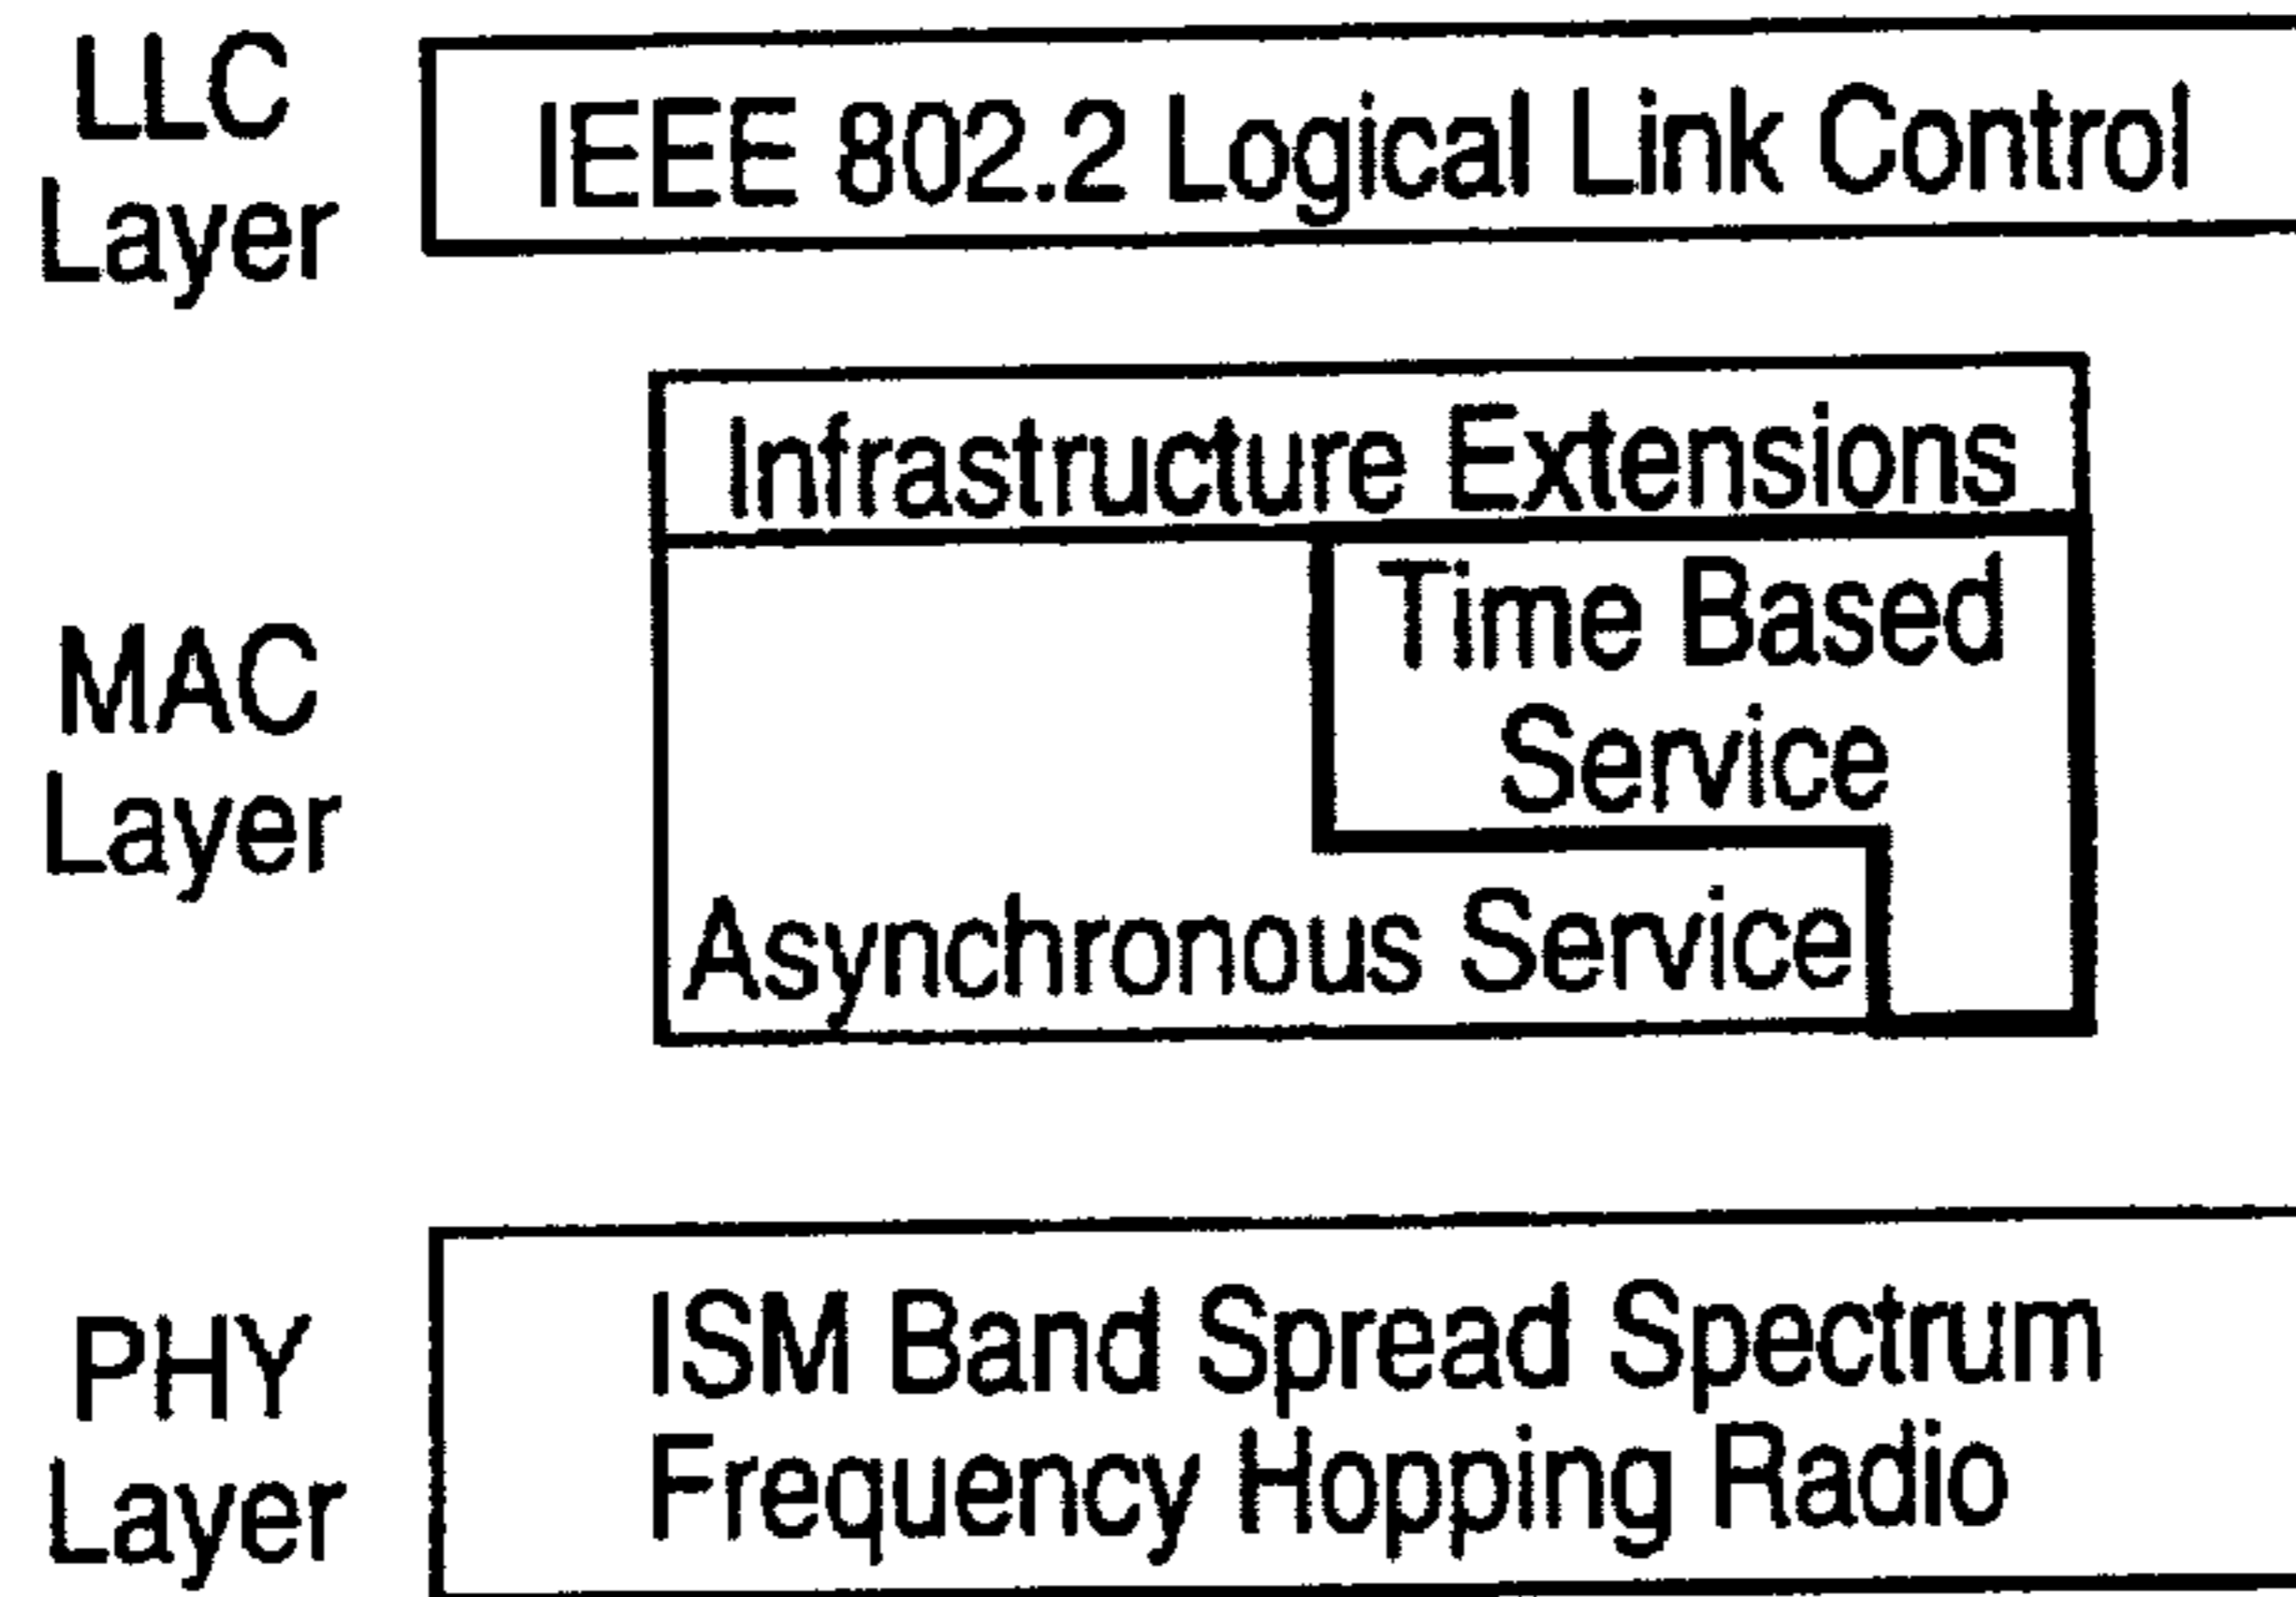 LLC
Layer
IEEE 802.2 Logical Link Control
Infrastructure Extensions
MAC
Layer
Time Based
Service
Asynchronous Service
PHY
Layer
ISM Band Spread Spectrum
Frequency Hopping Radio